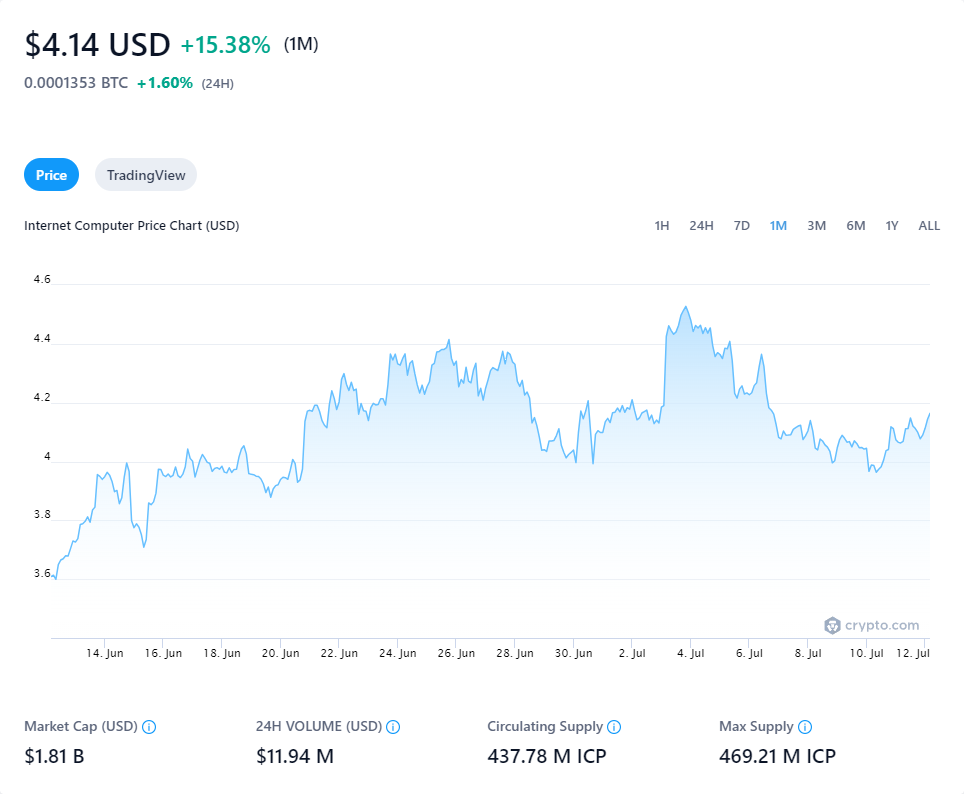 $4.14 USD +15.38% (1M)
0.0001353 BTC +1.60% (24H)
Price TradingView
Internet Computer Price Chart (USD) 1H 24H 7D 1M 3M 6M 1Y ALL
4.6
4.4
4.2
4
3.8
3.6
crypto.com
14. Jun 16. Jun 18. Jun 20. Jun 22. Jun 24. Jun 26. Jun 28. Jun 30. Jun 2. Jul 4. Jul 6. Jul 8. Jul 10. Jul 12. Jul
Market Cap (USD) 24H VOLUME (USD) Circulating Supply Max Supply
$1.81 B $11.94 M 437.78 M ICP 469.21 M ICP